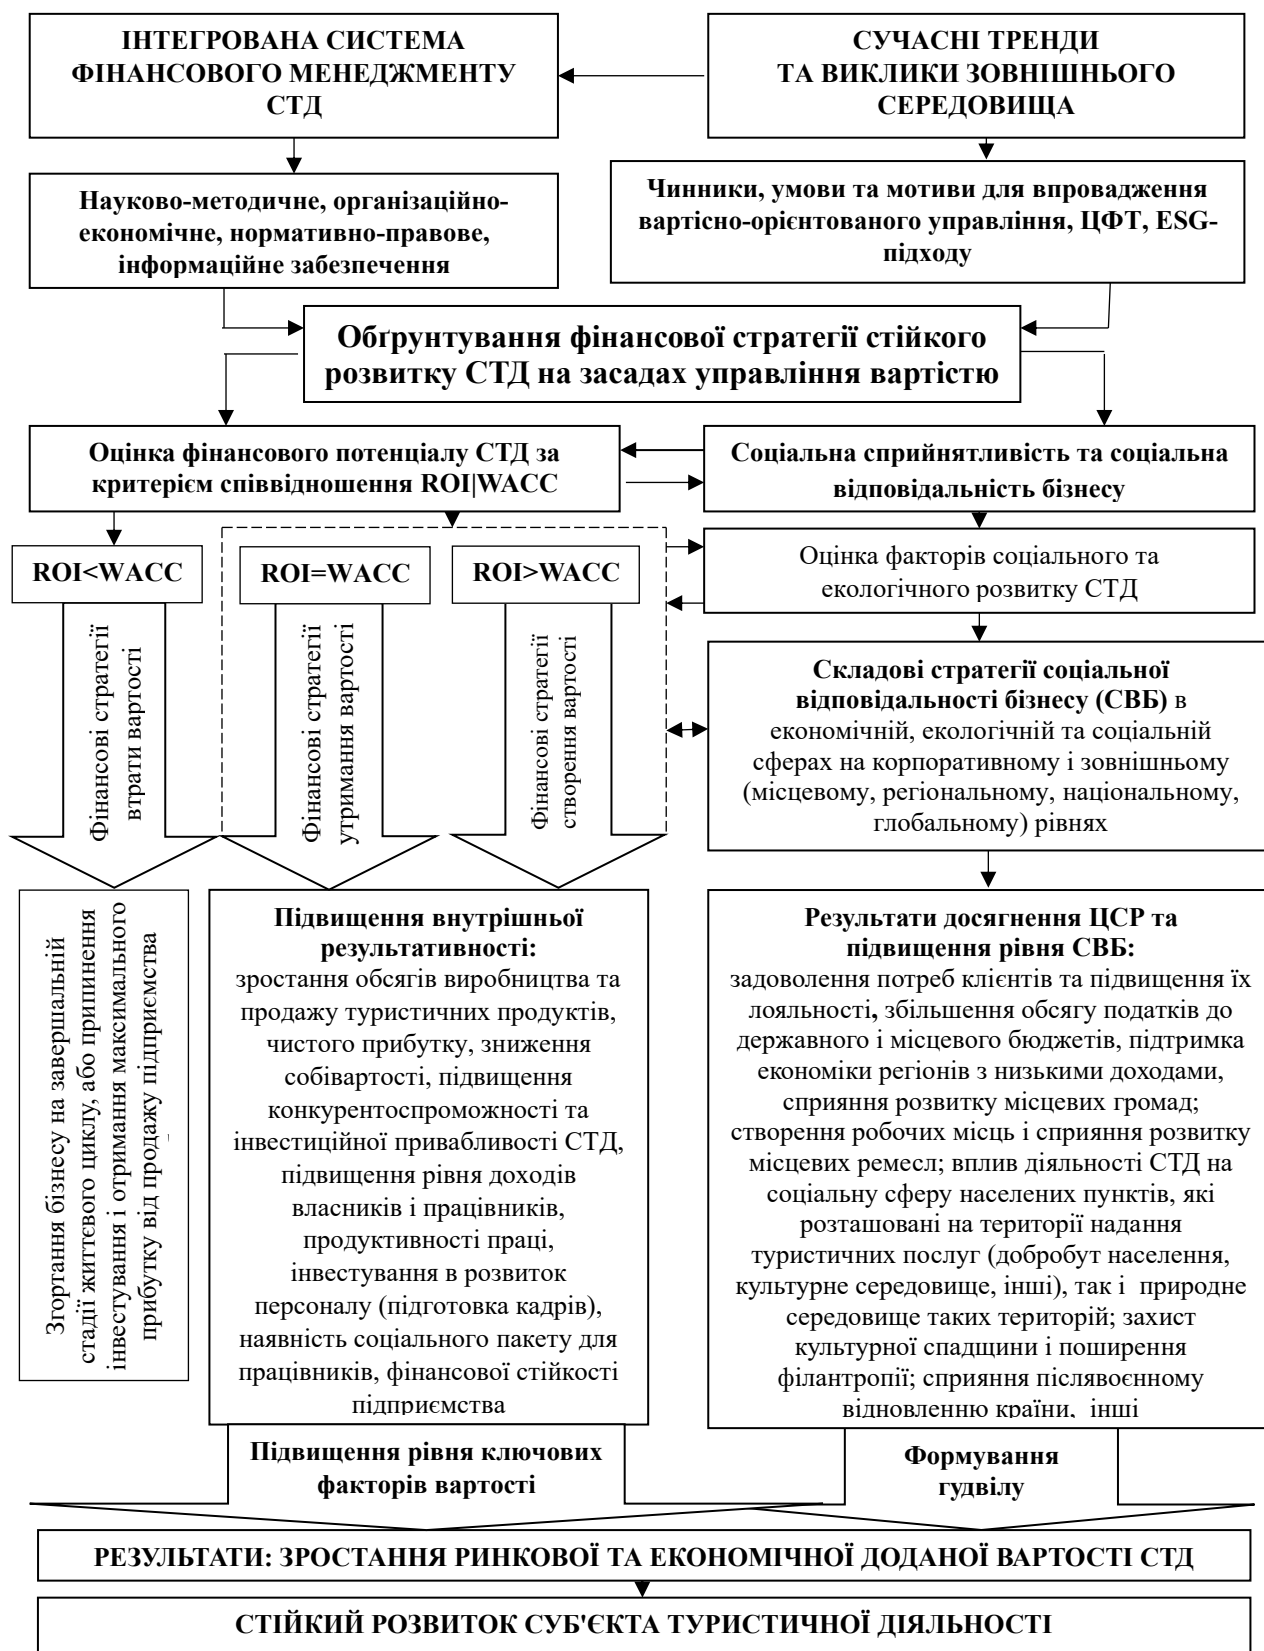 ІНТЕГРОВАНА СИСТЕМА
ФІНАНСОВОГО МЕНЕДЖМЕНТУ
СТД
СУЧАСНІ ТРЕНДИ
ТА ВИКЛИКИ ЗОВНІШНЬОГО
СЕРЕДОВИЩА
Науково-методичне, організаційно-
економічне, нормативно-правове,
інформаційне забезпечення
Чинники, умови та мотиви для впровадження
вартісно-орієнтованого управління, ЦФТ, ESG-
підходу
Обґрунтування фінансової стратегії стійкого
розвитку СТД на засадах управління вартістю
Оцінка фінансового потенціалу СТД за
критерієм співвідношення ROI|WACC
Соціальна сприйнятливість та соціальна
відповідальність бізнесу
ROI<WACC
ROI=WACC
ROI>WACC
Оцінка факторів соціального та
екологічного розвитку СТД
Фінансові стратегії
втрати вартості
Фінансові стратегії
утримання вартості
Фінансові стратегії
створення вартості
Складові стратегії соціальної
відповідальності бізнесу (СВБ) в
економічній, екологічній та соціальній
сферах на корпоративному і зовнішньому
(місцевому, регіональному, національному,
глобальному) рівнях
Згортання бізнесу на завершальній
стадії життєвого циклу, або припинення
інвестування і отримання максимального
прибутку від продажу підприємства
Підвищення внутрішньої
результативності:
зростання обсягів виробництва та
продажу туристичних продуктів,
чистого прибутку, зниження
собівартості, підвищення
конкурентоспроможності та
інвестиційної привабливості СТД,
підвищення рівня доходів
власників і працівників,
продуктивності праці,
інвестування в розвиток
персоналу (підготовка кадрів),
наявність соціального пакету для
працівників, фінансової стійкості
підприємства
Результати досягнення ЦСР та
підвищення рівня СВБ:
задоволення потреб клієнтів та підвищення їх
лояльності, збільшення обсягу податків до
державного і місцевого бюджетів, підтримка
економіки регіонів з низькими доходами,
сприяння розвитку місцевих громад;
створення робочих місць і сприяння розвитку
місцевих ремесл; вплив діяльності СТД на
соціальну сферу населених пунктів, які
розташовані на території надання
туристичних послуг (добробут населення,
культурне середовище, інші), так і природне
середовище таких територій; захист
культурної спадщини і поширення
філантропії; сприяння післявоєнному
відновленню країни, інші
Підвищення рівня ключових
факторів вартості
Формування
гудвілу
РЕЗУЛЬТАТИ: ЗРОСТАННЯ РИНКОВОЇ ТА ЕКОНОМІЧНОЇ ДОДАНОЇ ВАРТОСТІ СТД
СТІЙКИЙ РОЗВИТОК СУБ'ЄКТА ТУРИСТИЧНОЇ ДІЯЛЬНОСТІ